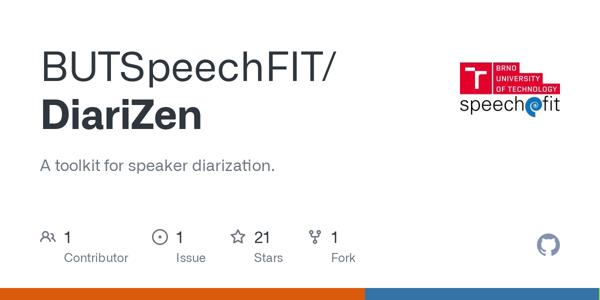 BUTSpeechFIT/
DiariZen
A toolkit for speaker diarization.
T BRNO
UNIVERSITY
OF TECHNOLOGY
speech@fit
1
Contributor
1
Issue
21
Stars
1
Fork